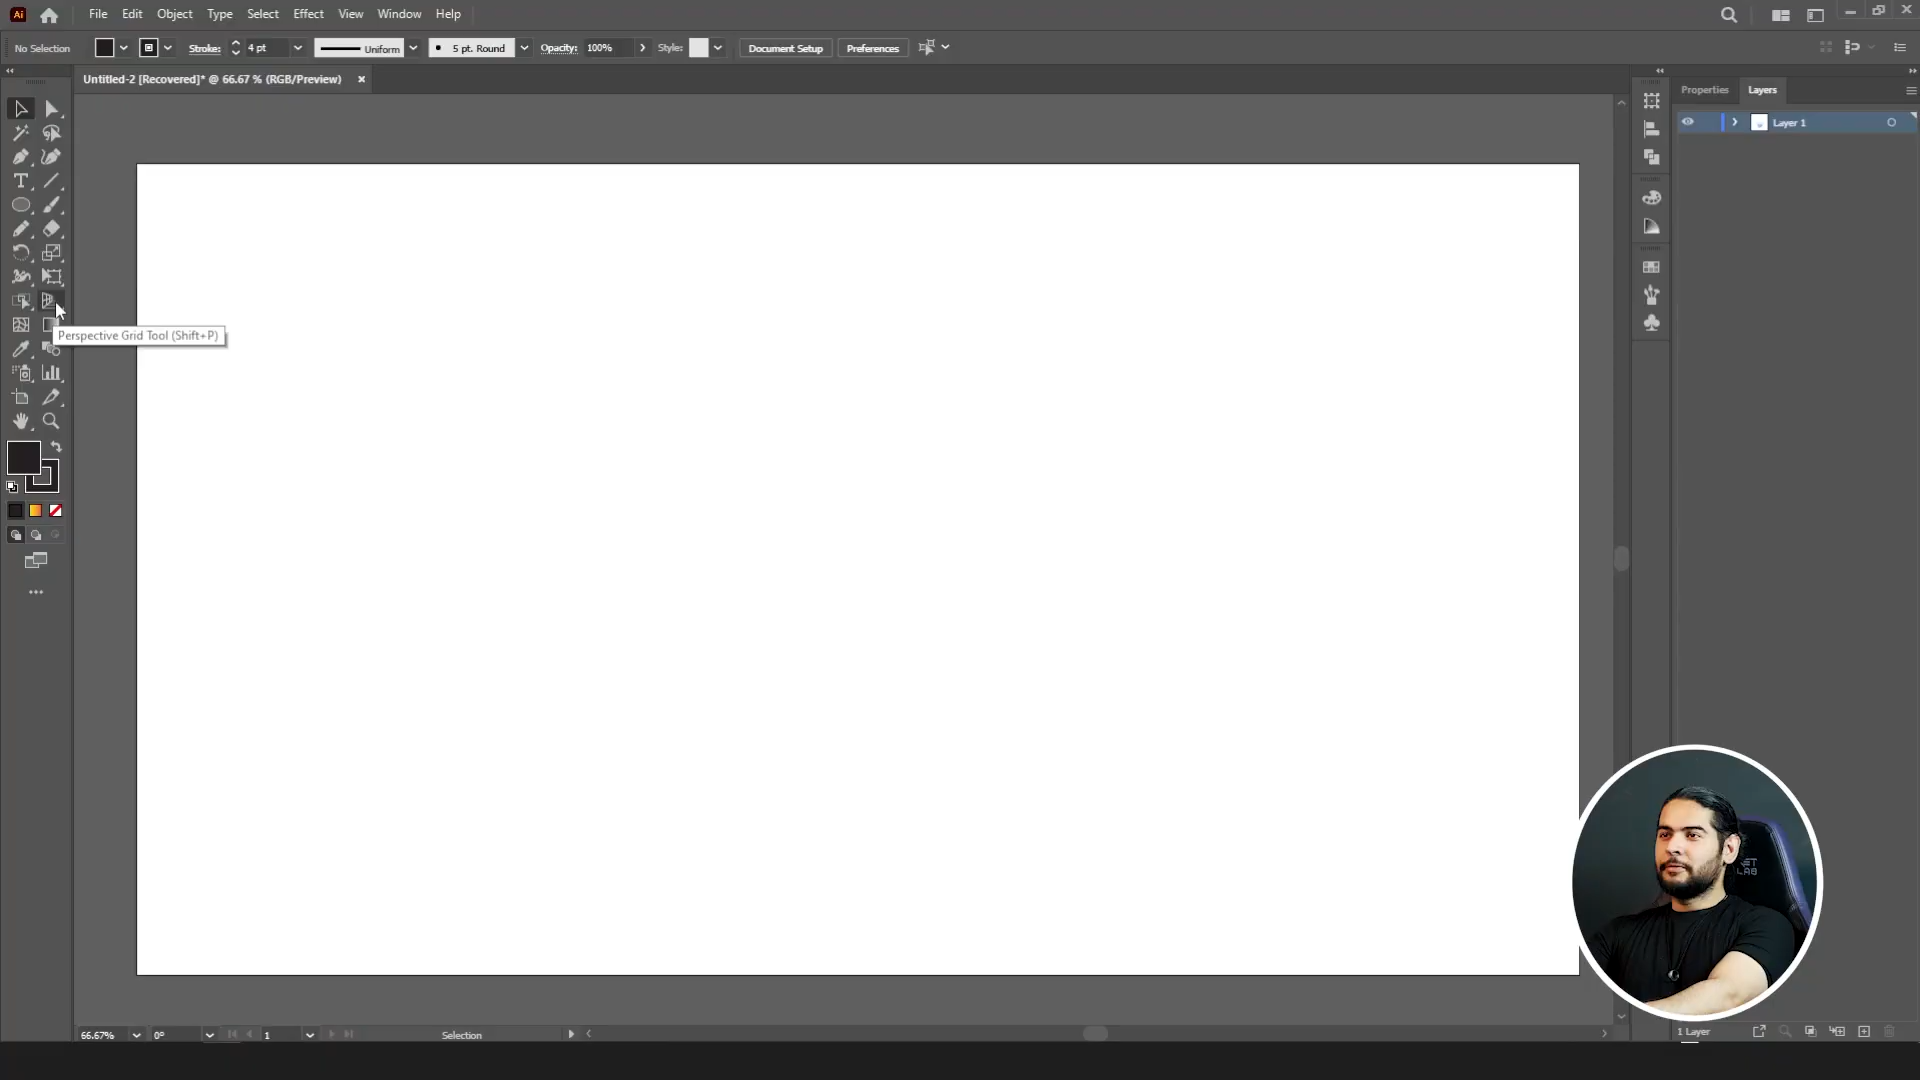 Ai File Edit Object Type Select Effect View Window Help
No Selection Stroke: 4 pt Uniform 5 pt. Round Opacity: 100% Style: Document Setup Preferences
Untitled-2 [Recovered]* @ 66.67 % (RGB/Preview)
Properties Layers
Layer 1
Perspective Grid Tool (Shift+P)
LAB
66.67% 0° 1 Selection
1 Layer